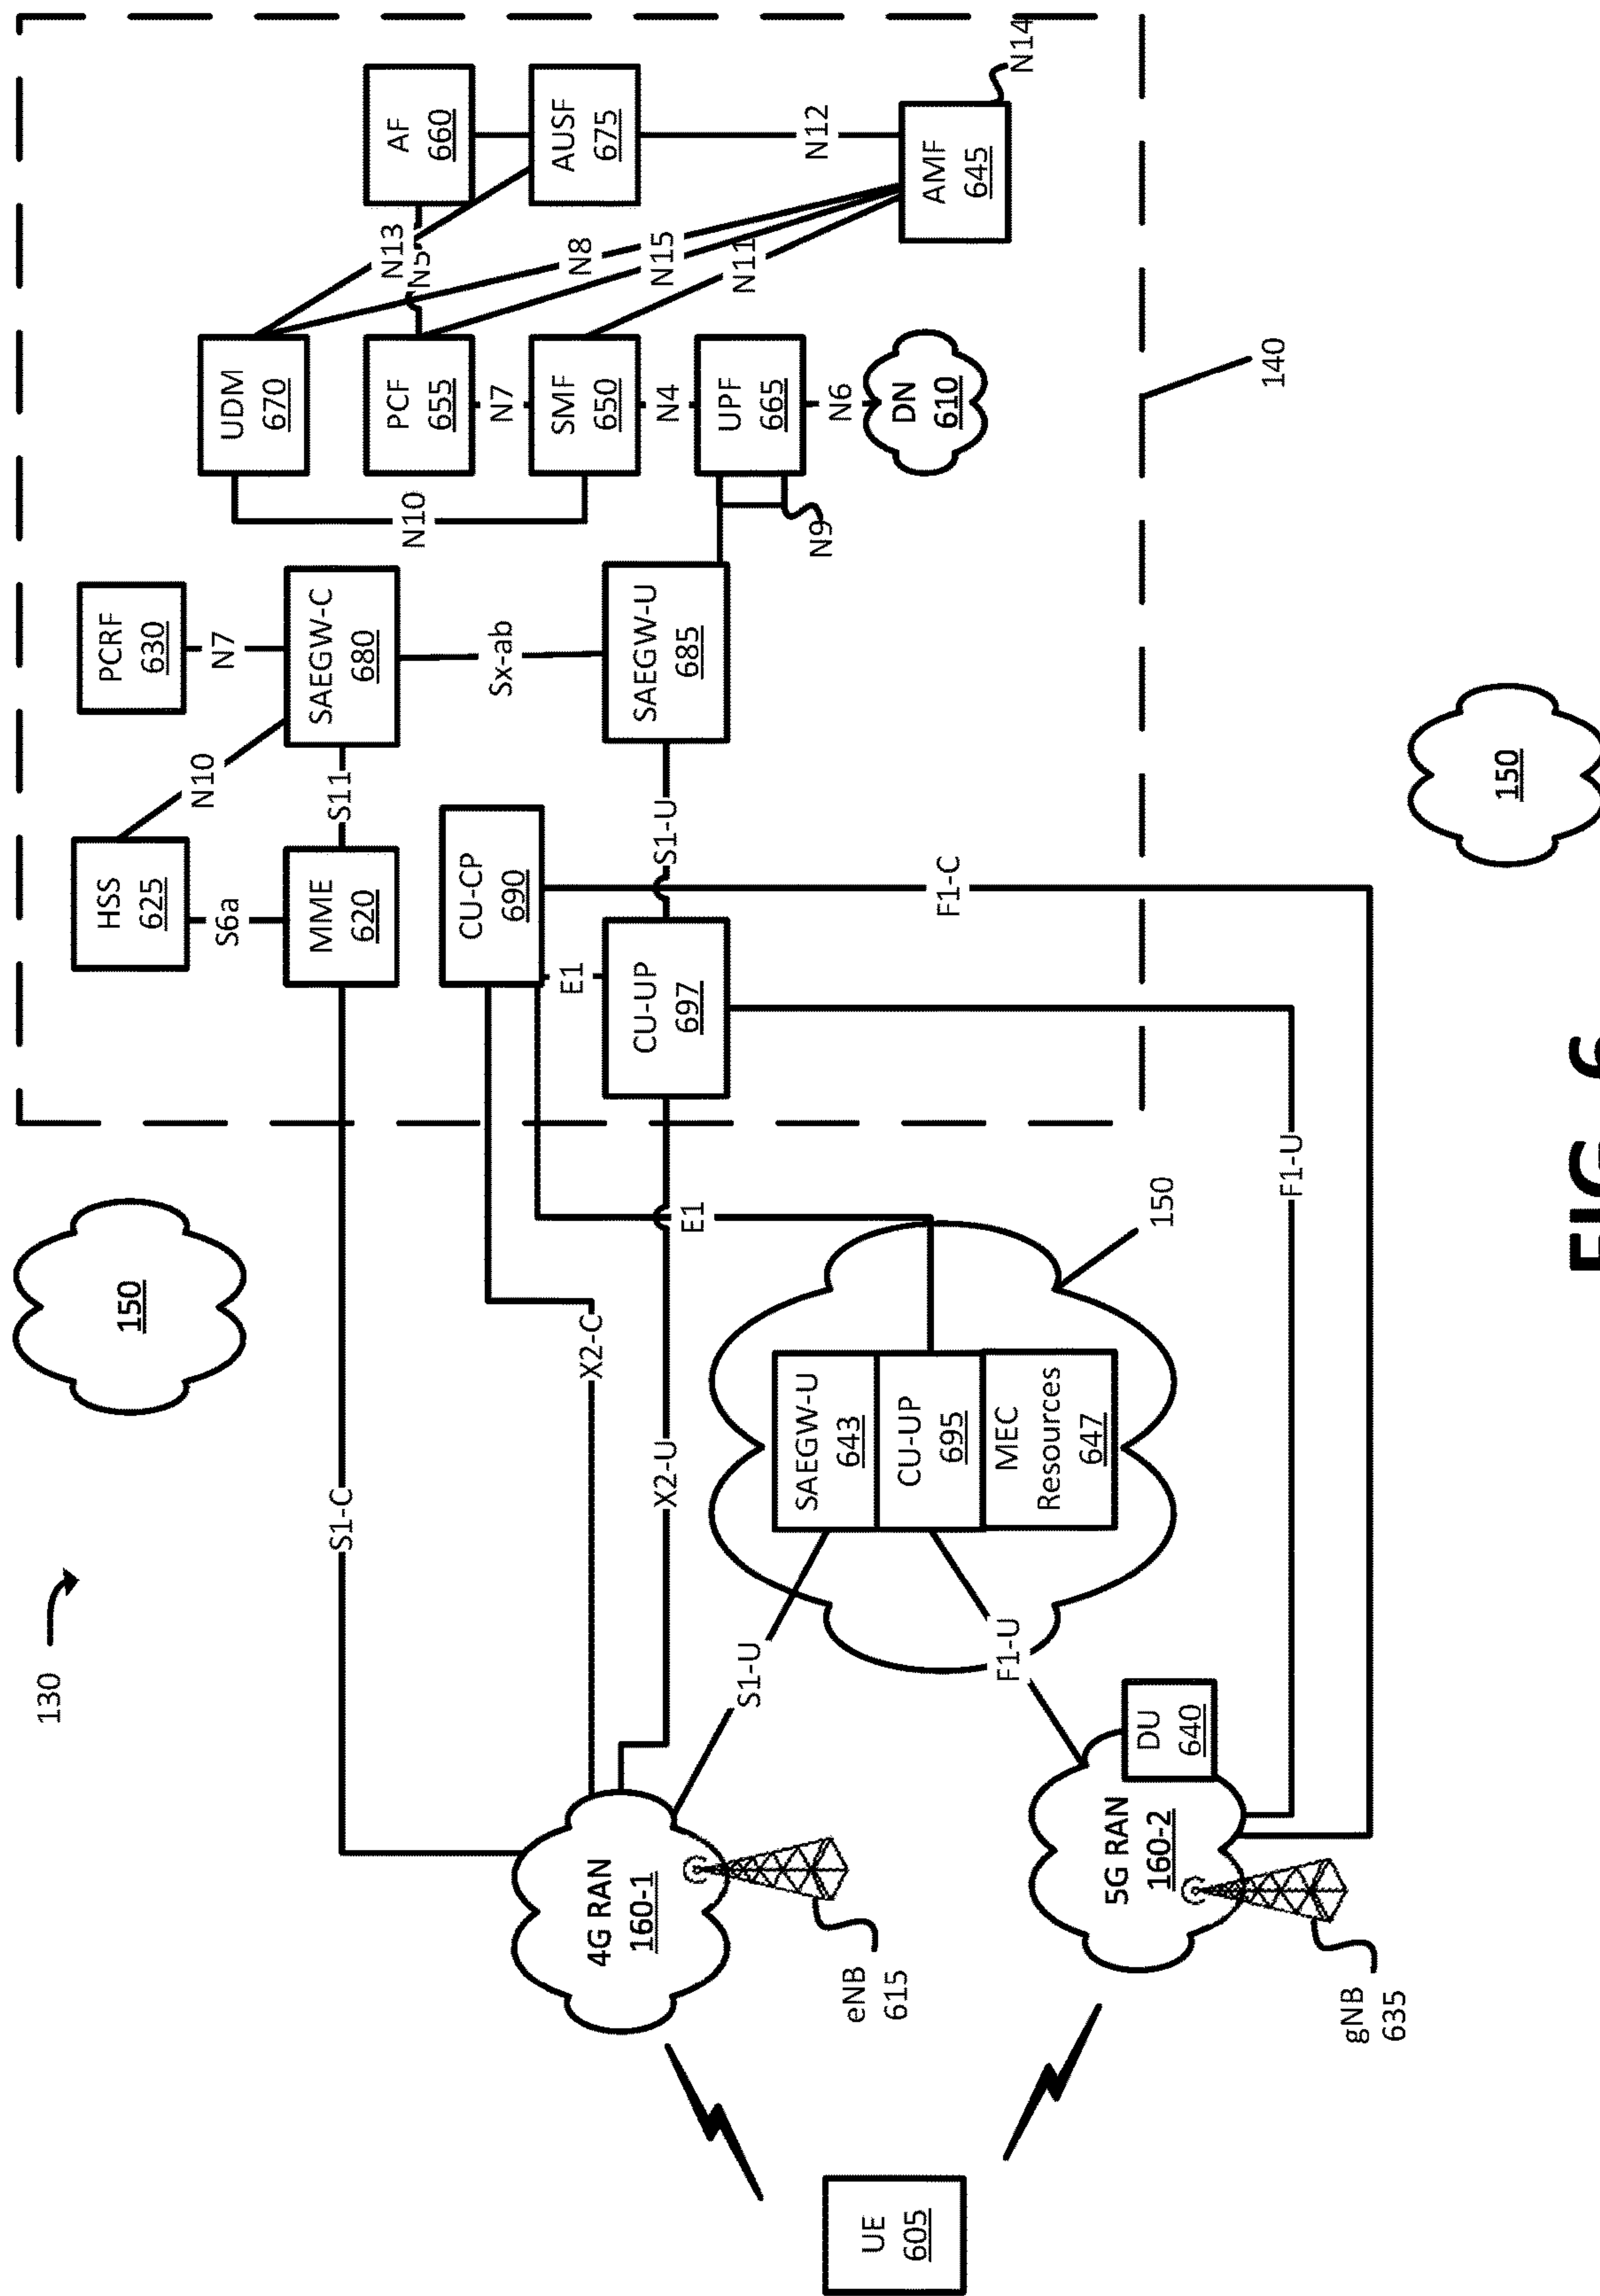 130
150
HSS
625
N10
PCRF
630
S6a
N7
MME
620
S11
SAEGW-C
680
S1-C
UDM
670
N10
N13
N5
AF
660
PCF
655
N7
N8
N15
N11
SMF
650
AUSF
675
N4
N12
UPF
665
N9
N6
DN
610
AMF
645
N14
Sx-ab
CU-CP
690
E1
CU-UP
697
S1-U
SAEGW-U
685
F1-C
140
X2-C
X2-U
E1
4G RAN
160-1
eNB
615
S1-U
SAEGW-U
643
CU-UP
695
MEC
Resources
647
150
F1-U
F1-U
UE
605
5G RAN
160-2
DU
640
gNB
635
150
FIG. 6